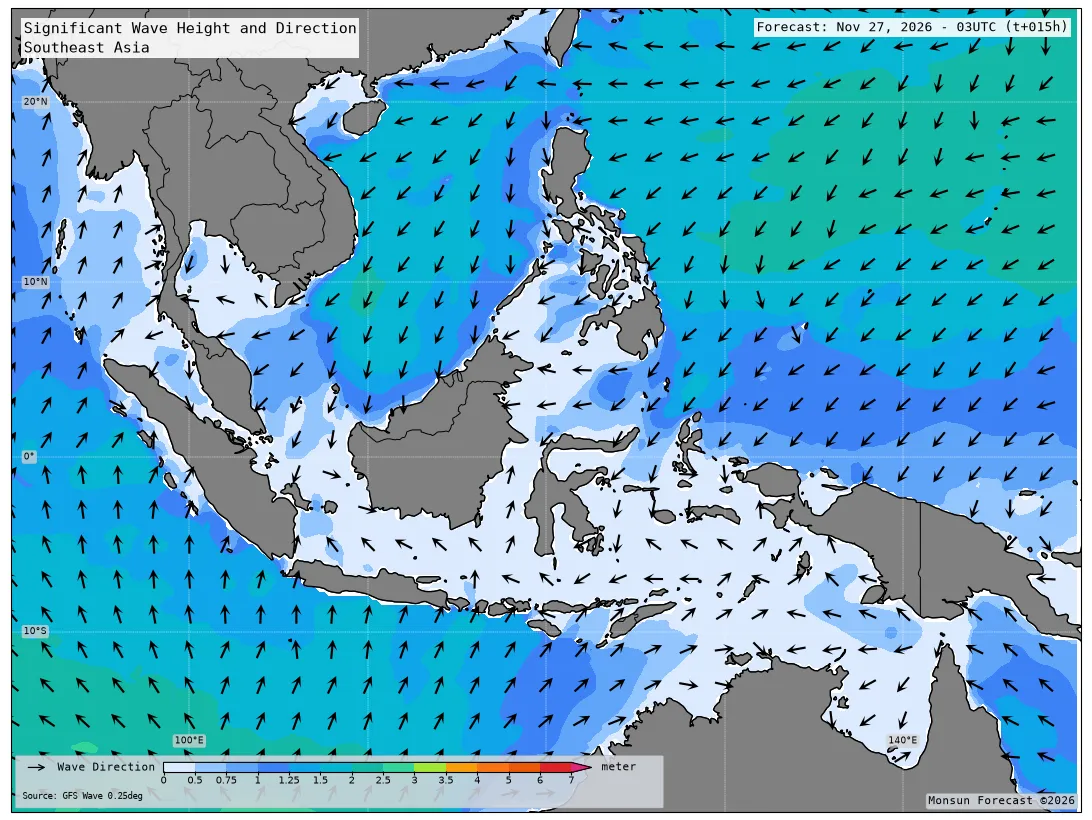 Significant Wave Height and Direction
Southeast Asia
Forecast: Nov 27, 2026 - 03UTC (t+015h)
20°N
10°N
0°
10°S
100°E
140°E
Wave Direction
meter
0 0.5 0.75 1 1.25 1.5 2 2.5 3 3.5 4 5 6 7
Source: GFS Wave 0.25deg
Monsun Forecast ©2026